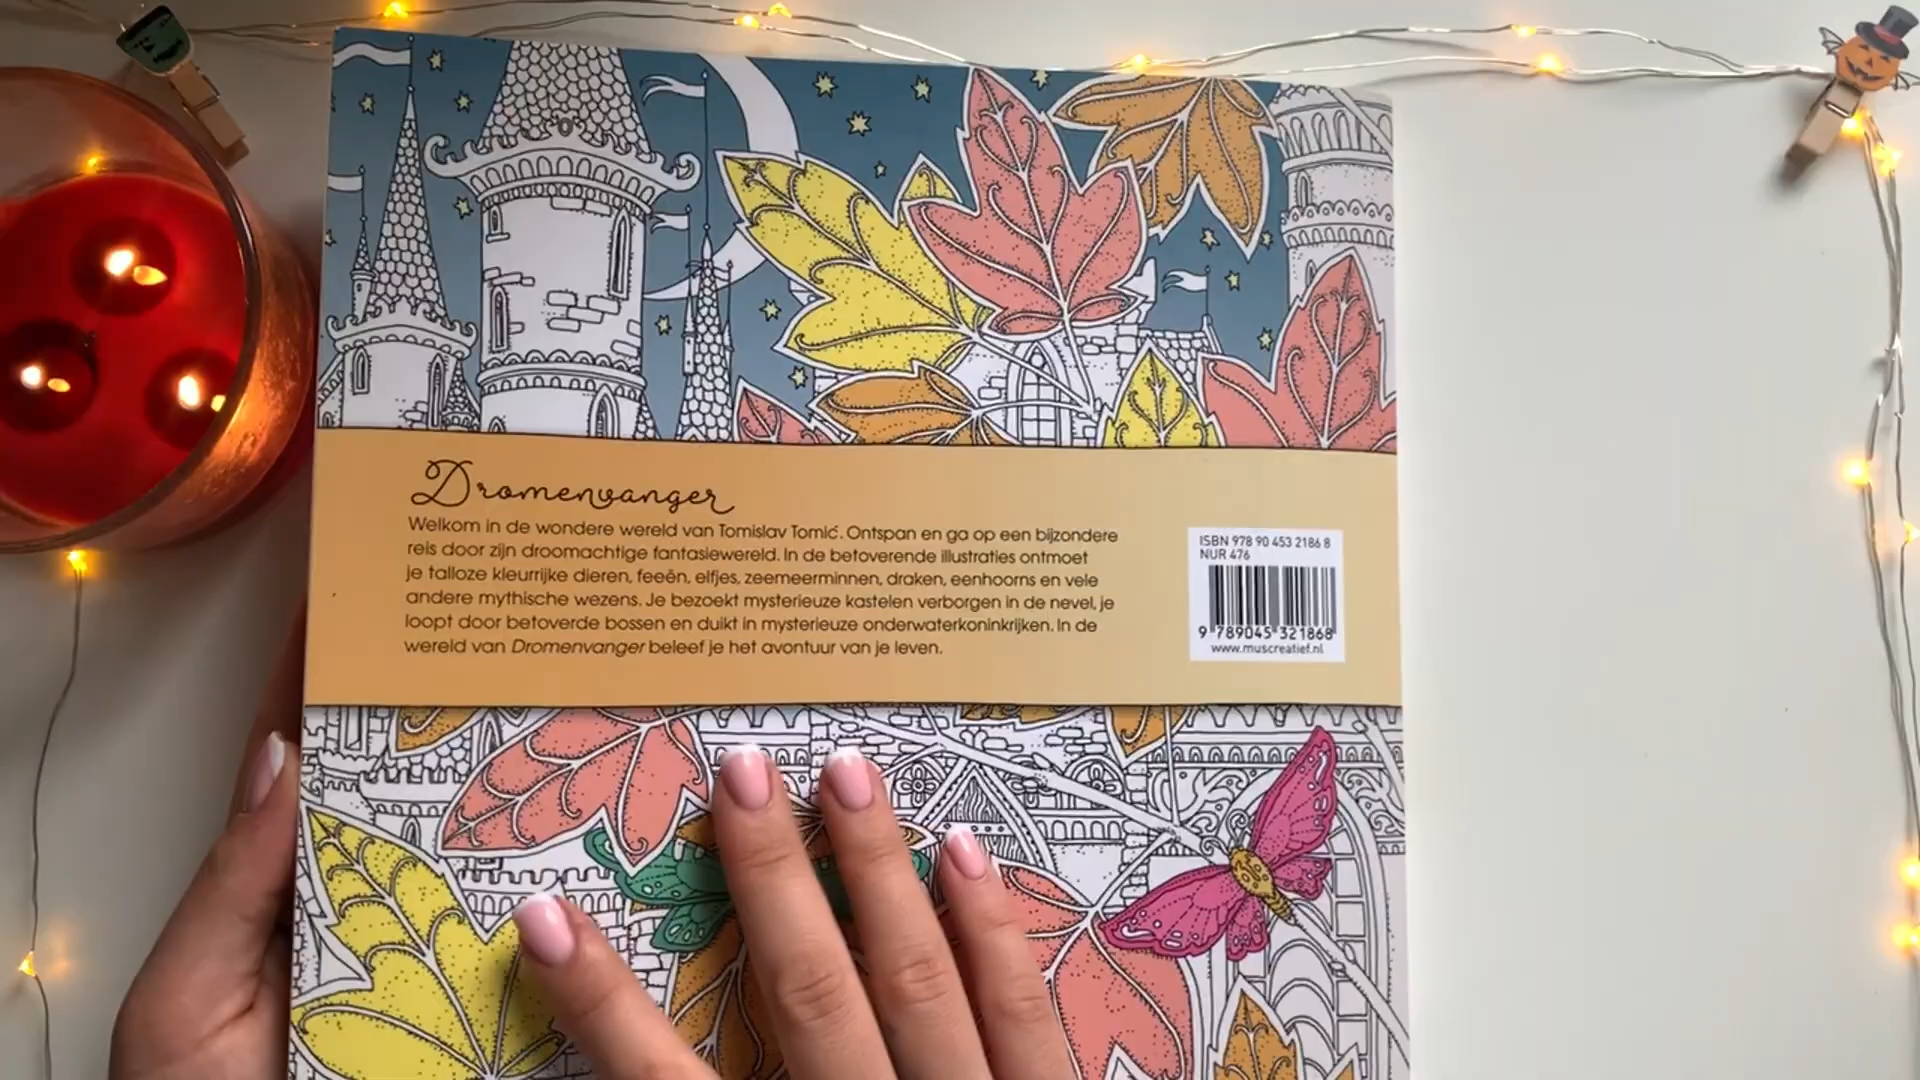 Dromenvanger
Welkom in de wondere wereld van Tomislav Tomić. Ontspan en ga op een bijzondere
reis door zijn droomachtige fantasiewereld. In de betoverende illustraties ontmoet
je talloze kleurrijke dieren, feeën, elfjes, zeemeerminnen, draken, eenhoorns en vele
andere mythische wezens. Je bezoekt mysterieuze kastelen verborgen in de nevel, je
loopt door betoverde bossen en duikt in mysterieuze onderwaterkoninkrijken. In de
wereld van Dromenvanger beleef je het avontuur van je leven.
ISBN 978 90 453 2186 8
NUR 476
9 789045 321868
www.muscreatief.nl